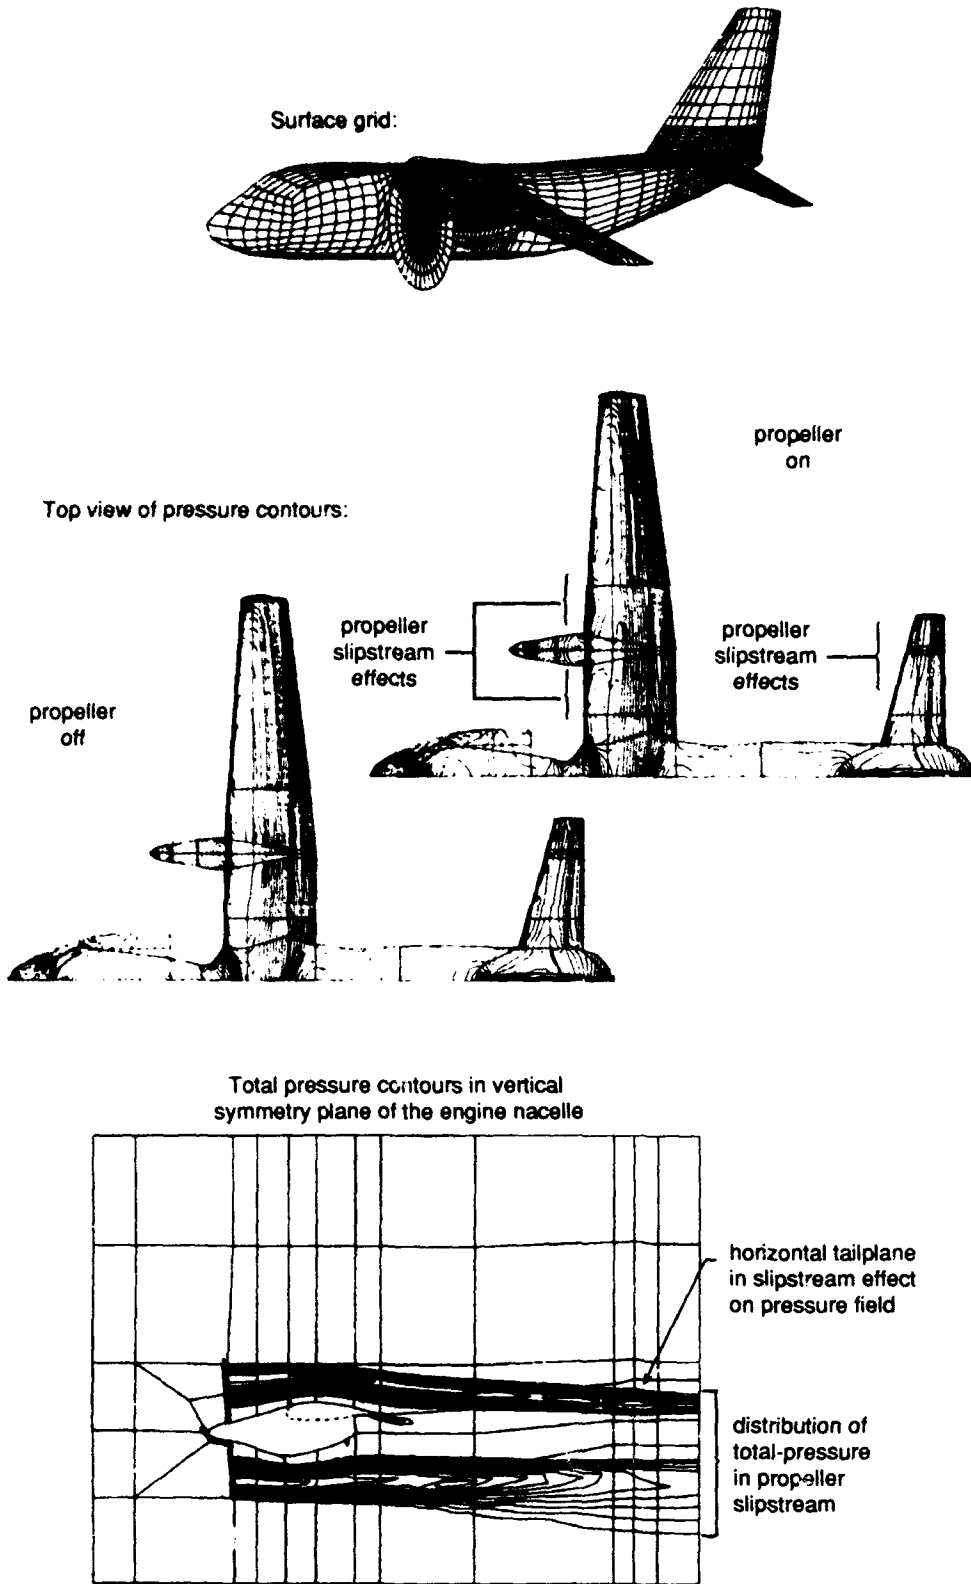 Surface grid:
propeller
on
Top view of pressure contours:
propeller
slipstream
effects
propeller
slipstream
effects
propeller
off
Total pressure contours in vertical
symmetry plane of the engine nacelle
horizontal tailplane
in slipstream effect
on pressure field
distribution of
total-pressure
in propeller
slipstream